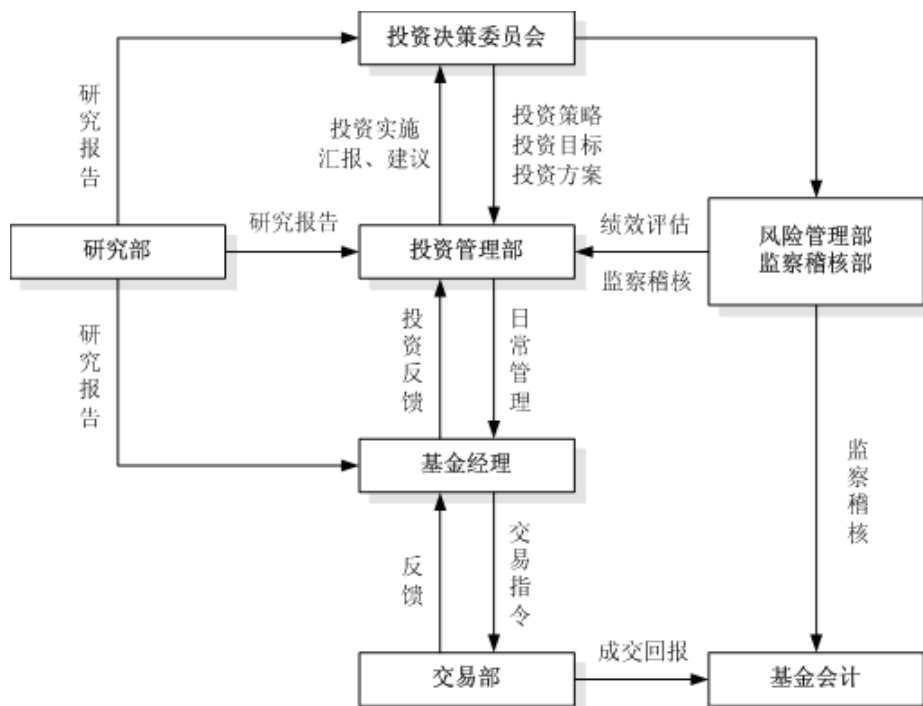 投资决策委员会
研究报告
投资实施
汇报、建议
投资策略
投资目标
投资方案
研究部
研究报告
投资管理部
绩效评估
监察稽核
风险管理部
监察稽核部
研究报告
投资反馈
日常管理
基金经理
监察稽核
反馈
交易指令
交易部
成交回报
基金会计